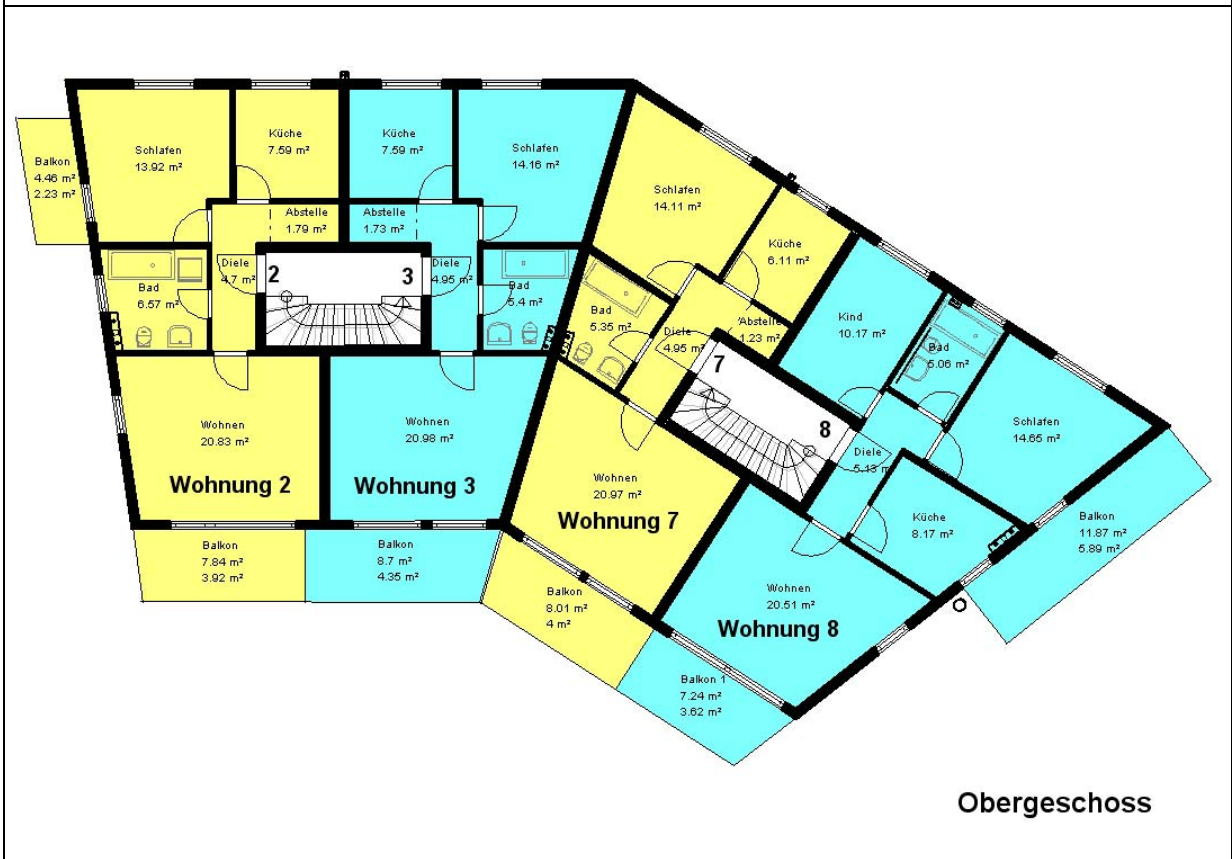 Balkon
4.46 m²
2.23 m²
Schlafen
13.92 m²
Küche
7.59 m²
Abstelle
1.79 m²
Diele
4.7 m²
2
Bad
6.57 m²
Wohnen
20.83 m²
Wohnung 2
Balkon
7.84 m²
3.92 m²
Küche
7.59 m²
Schlafen
14.16 m²
Abstelle
1.73 m²
3
Diele
4.95 m²
Bad
5.4 m²
Wohnen
20.98 m²
Wohnung 3
Balkon
8.7 m²
4.35 m²
Schlafen
14.11 m²
Küche
6.11 m²
Bad
5.35 m²
Diele
4.95 m²
Abstelle
1.23 m²
7
Wohnen
20.97 m²
Wohnung 7
Balkon
8.01 m²
4 m²
Kind
10.17 m²
Bad
5.06 m²
Schlafen
14.65 m²
8
Diele
5.13 m²
Küche
8.17 m²
Balkon
11.87 m²
5.89 m²
Wohnen
20.51 m²
Wohnung 8
Balkon 1
7.24 m²
3.62 m²
Obergeschoss